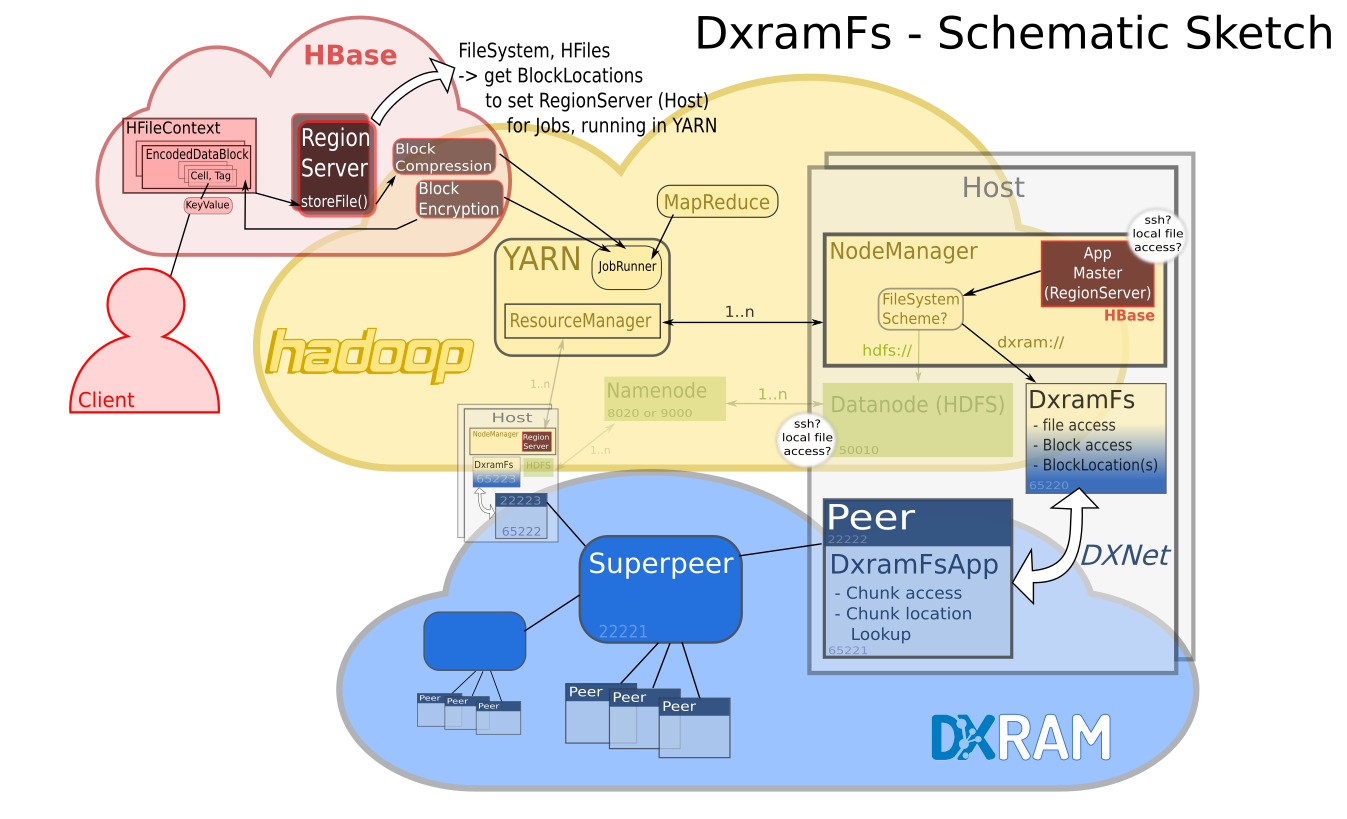 DxramFs - Schematic Sketch
HBase
FileSystem, HFiles
-> get BlockLocations
to set RegionServer (Host)
for Jobs, running in YARN
HFileContext
EncodedDataBlock
Cell, Tag
KeyValue
Region
Server
storeFile()
Block
Compression
Block
Encryption
Client
hadoop
MapReduce
YARN
JobRunner
ResourceManager
1..n
Host
ssh?
local file
access?
NodeManager
App
Master
(RegionServer)
HBase
FileSystem
Scheme?
hdfs://
dxram://
Namenode
8020 or 9000
1..n
Datanode (HDFS)
50010
ssh?
local file
access?
DxramFs
- file access
- Block access
- BlockLocation(s)
65220
1..n
1..n
Host
NodeManager
Region
Server
DxramFs
65223
HDFS
22223
65222
Superpeer
22221
Peer
22222
DxramFsApp
- Chunk access
- Chunk location
Lookup
65221
DXNet
Peer
Peer
Peer
Peer
Peer
Peer
DXRAM